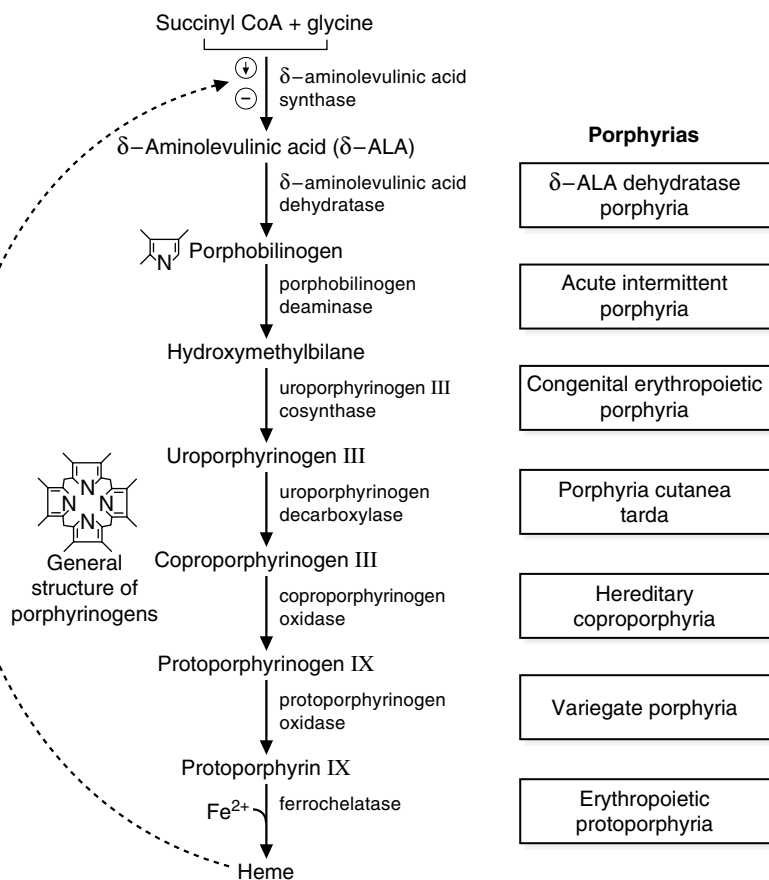 Succinyl CoA + glycine
↓
−
δ–aminolevulinic acid
synthase
δ–Aminolevulinic acid (δ–ALA)
Porphyrias
δ–aminolevulinic acid
dehydratase
δ–ALA dehydratase
porphyria
N
Porphobilinogen
porphobilinogen
deaminase
Acute intermittent
porphyria
Hydroxymethylbilane
uroporphyrinogen III
cosynthase
Congenital erythropoietic
porphyria
Uroporphyrinogen III
N
N N
N
General
structure of
porphyrinogens
uroporphyrinogen
decarboxylase
Porphyria cutanea
tarda
Coproporphyrinogen III
coproporphyrinogen
oxidase
Hereditary
coproporphyria
Protoporphyrinogen IX
protoporphyrinogen
oxidase
Variegate porphyria
Protoporphyrin IX
Fe2+
ferrochelatase
Erythropoietic
protoporphyria
Heme